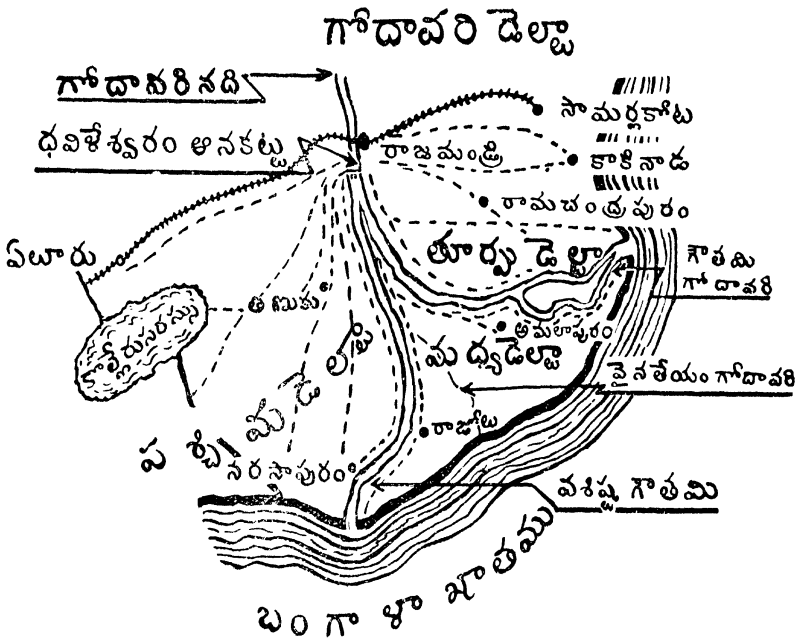 గోదావరి డెల్టా
గోదావరినది
ధవిళేశ్వరం ఆనకట్టు
సామర్లకోట
రాజమండ్రి
కాకినాడ
రామచంద్రపురం
ఏలూరు
తూర్పు డెల్టా
గౌతమి
గోదావరి
తణుకు
కొల్లేరుసరస్సు
అమలాపురం
మధ్యడెల్టా
వైనతేయం గోదావరి
పశ్చిమ డెల్టా
రాజోలు
నరసాపురం
వశిష్ట గౌతమి
బంగాళా ఖాతము